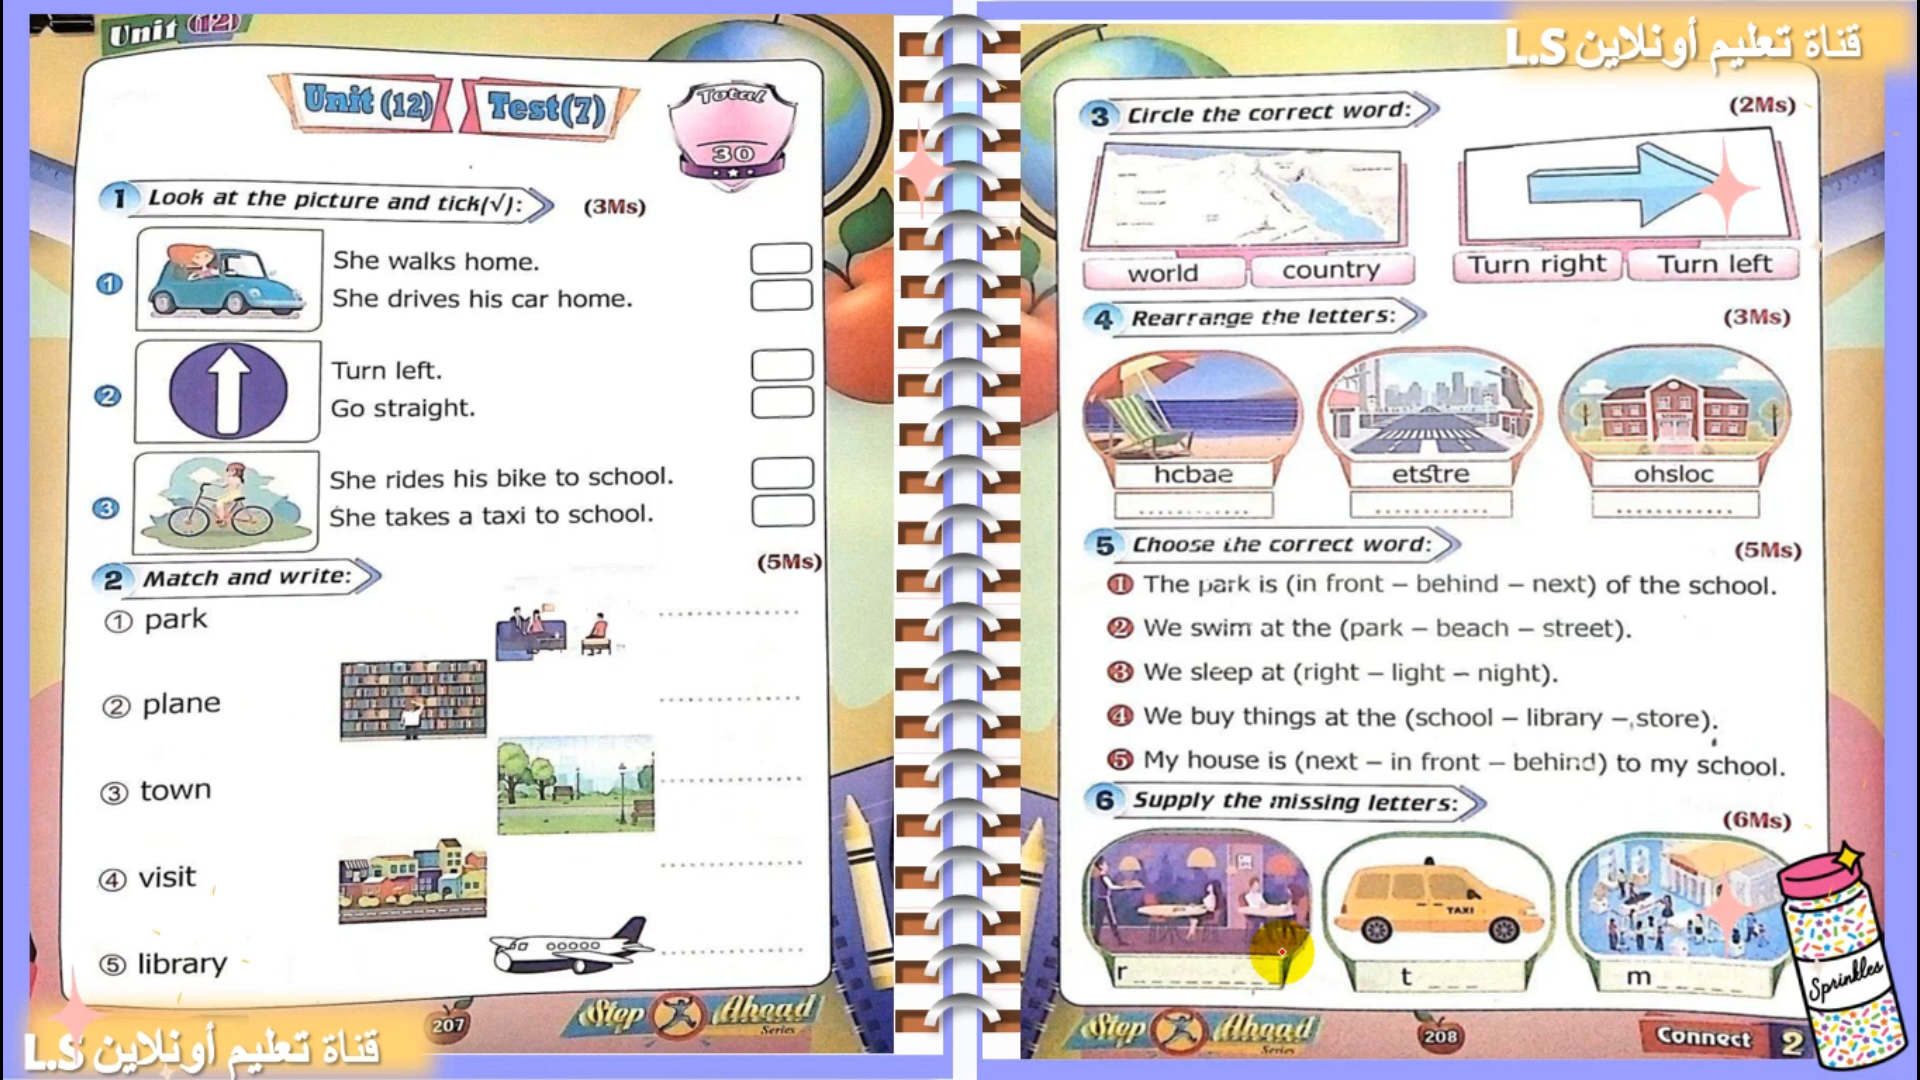 Unit (12)
Unit (12) Test(7)
Total
30
1 Look at the picture and tick(√): (3Ms)
1
She walks home.
She drives his car home.
2
Turn left.
Go straight.
3
She rides his bike to school.
She takes a taxi to school.
2 Match and write: (5Ms)
① park
② plane
③ town
④ visit
⑤ library
207
Step Ahead
Series
قناة تعليم أونلاين L.S
قناة تعليم أونلاين L.S
3 Circle the correct word: (2Ms)
world country Turn right Turn left
4 Rearrange the letters: (3Ms)
hcbae etstre ohsloc
5 Choose the correct word: (5Ms)
1 The park is (in front – behind – next) of the school.
2 We swim at the (park – beach – street).
3 We sleep at (right – light – night).
4 We buy things at the (school – library – store).
5 My house is (next – in front – behind) to my school.
6 Supply the missing letters: (6Ms)
TAXI
r _ _ _ _ _ _ _ _ _ t _ _ _ m _ _ _ _ _
Sprinkles
Step Ahead
Series
208
Connect 2